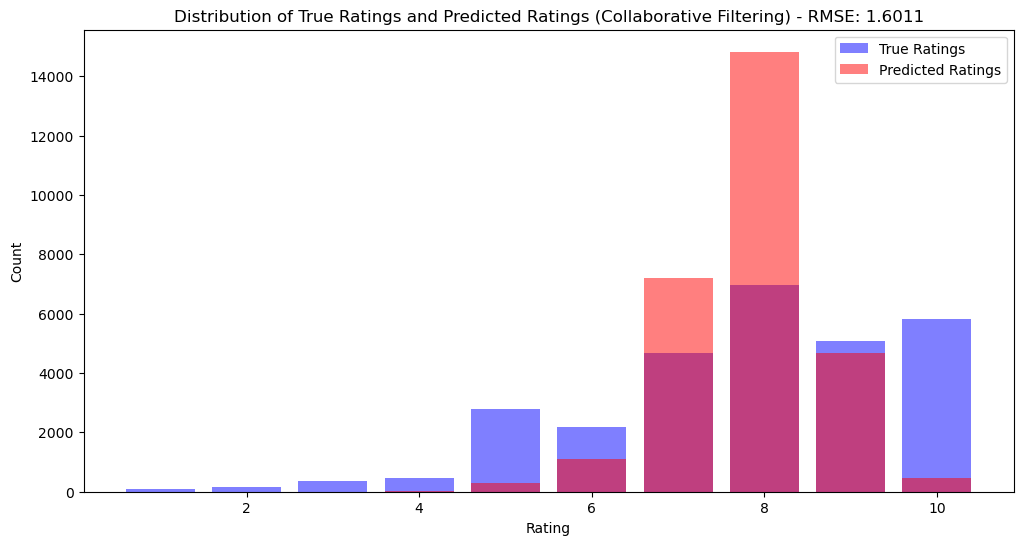 Distribution of True Ratings and Predicted Ratings (Collaborative Filtering) - RMSE: 1.6011
True Ratings
Predicted Ratings
14000
12000
10000
8000
6000
4000
2000
0
Count
2 4 6 8 10
Rating